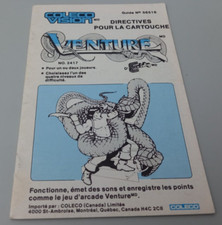 COLECO
VISION
Guide Nº 58216
DIRECTIVES
POUR LA CARTOUCHE
VENTURE
NO. 2417
• Pour un ou deux joueurs
• Choisissez l'un des
quatre niveaux de
difficulté.
Fonctionne, émet des sons et enregistre les points
comme le jeu d'arcade Venture
Importé par : COLECO (Canada) Limitée
4000 St-Ambroise, Montréal, Québec, Canada H4C 2C8
COLECO